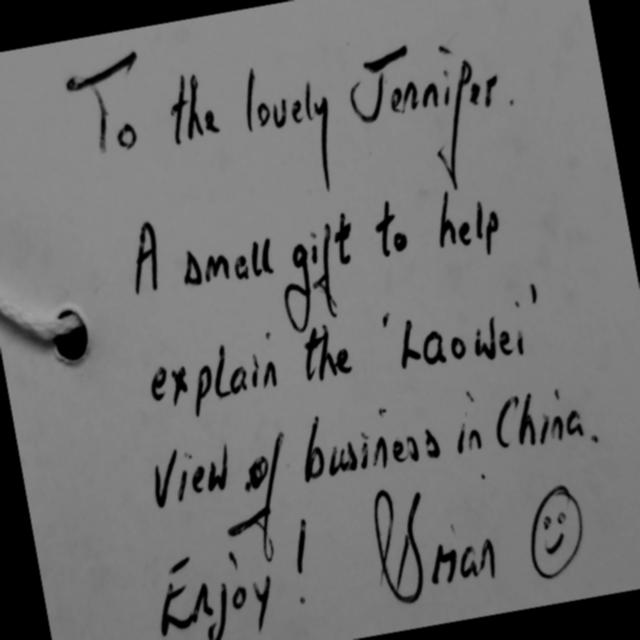 To the lovely Jennifer.
A small gift to help
explain the 'Laowei'
view of business in China.
Enjoy! Brian